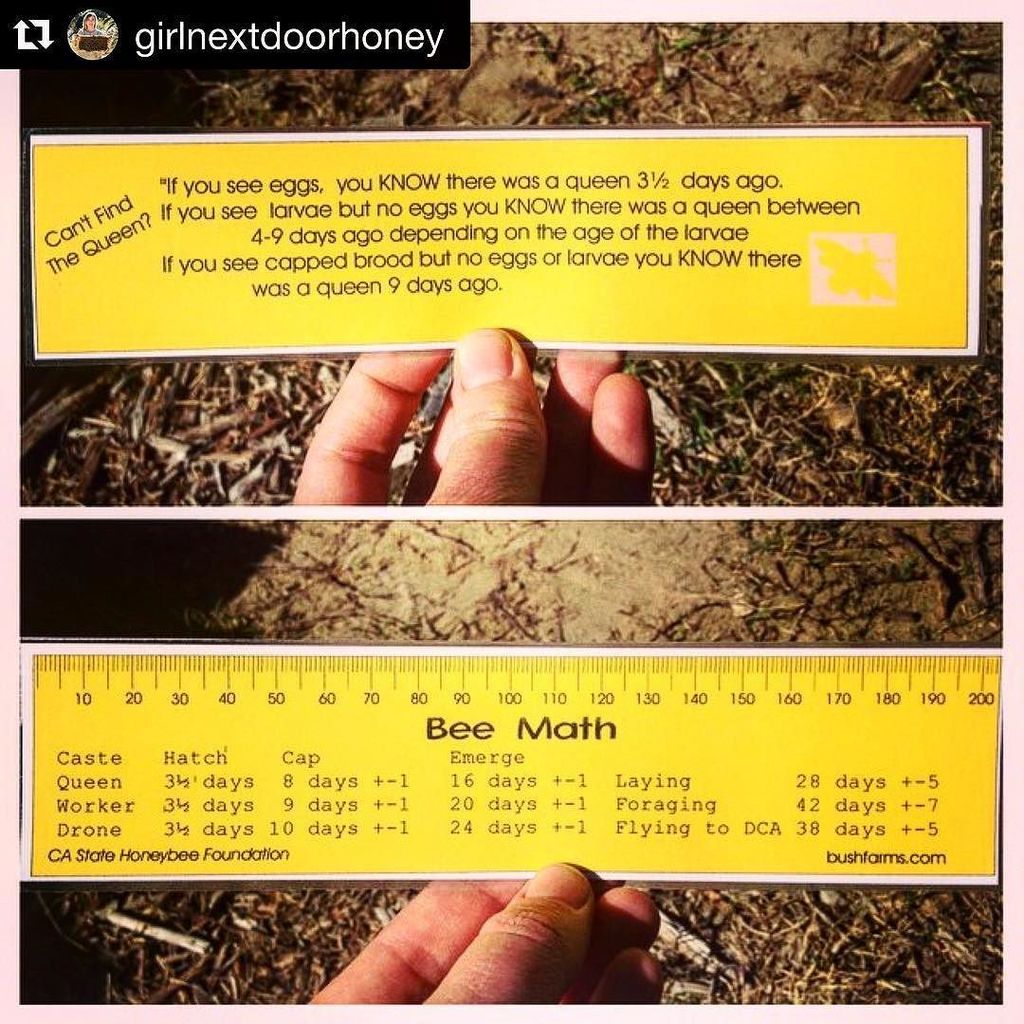 girlnextdoorhoney
Can't Find
The Queen?
"If you see eggs, you KNOW there was a queen 3½ days ago.
If you see larvae but no eggs you KNOW there was a queen between
4-9 days ago depending on the age of the larvae
If you see capped brood but no eggs or larvae you KNOW there
was a queen 9 days ago.
10 20 30 40 50 60 70 80 90 100 110 120 130 140 150 160 170 180 190 200
Bee Math
Caste Hatch Cap Emerge
Queen 3½ days 8 days +-1 16 days +-1 Laying 28 days +-5
Worker 3½ days 9 days +-1 20 days +-1 Foraging 42 days +-7
Drone 3½ days 10 days +-1 24 days +-1 Flying to DCA 38 days +-5
CA State Honeybee Foundation bushfarms.com